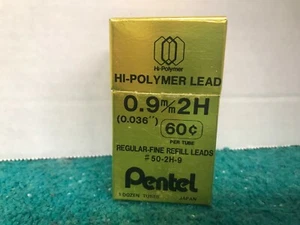 Hi-Polymer
HI-POLYMER LEAD
0.9m/m 2H
(0.036") 60¢
PER TUBE
REGULAR-FINE REFILL LEADS
#50-2H-9
Pentel
JAPAN